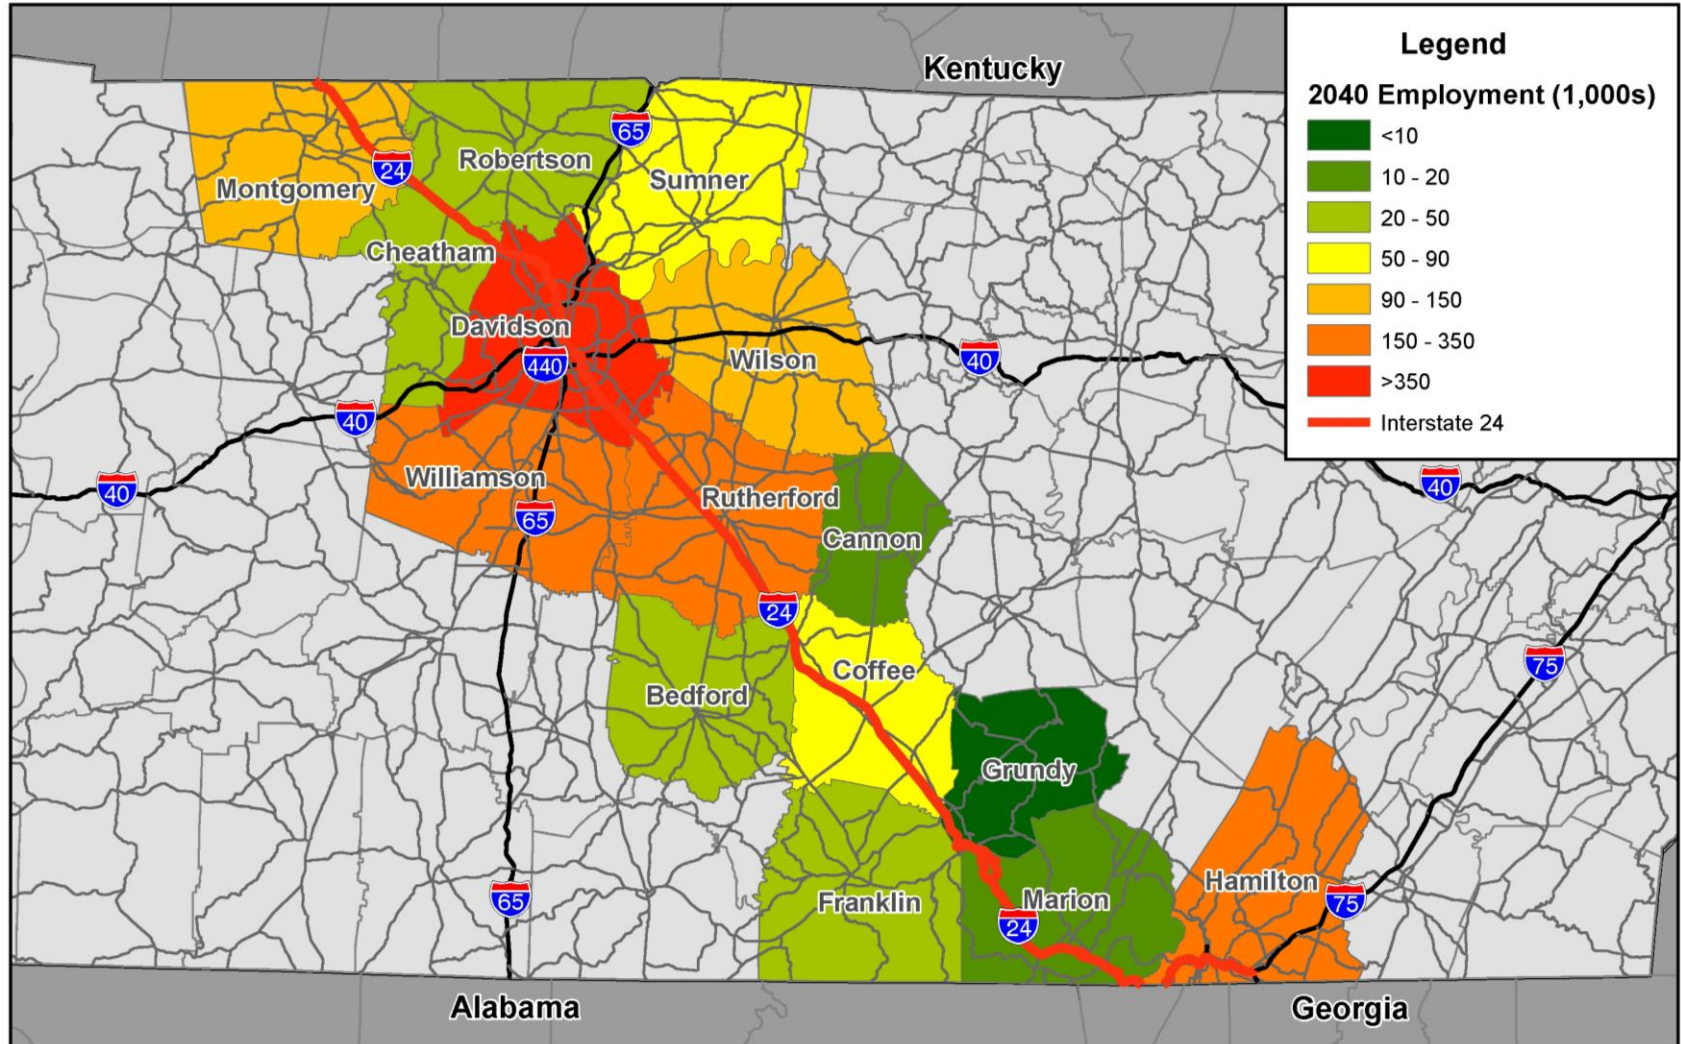 Kentucky
Legend
2040 Employment (1,000s)
<10
10 - 20
20 - 50
50 - 90
90 - 150
150 - 350
>350
Interstate 24
65
24
Robertson
Montgomery
Sumner
Cheatham
Davidson
440
Wilson
40
40
Williamson
40
65
Rutherford
40
Cannon
24
Coffee
75
Bedford
Grundy
65
Franklin
24
Marion
Hamilton
75
Alabama
Georgia